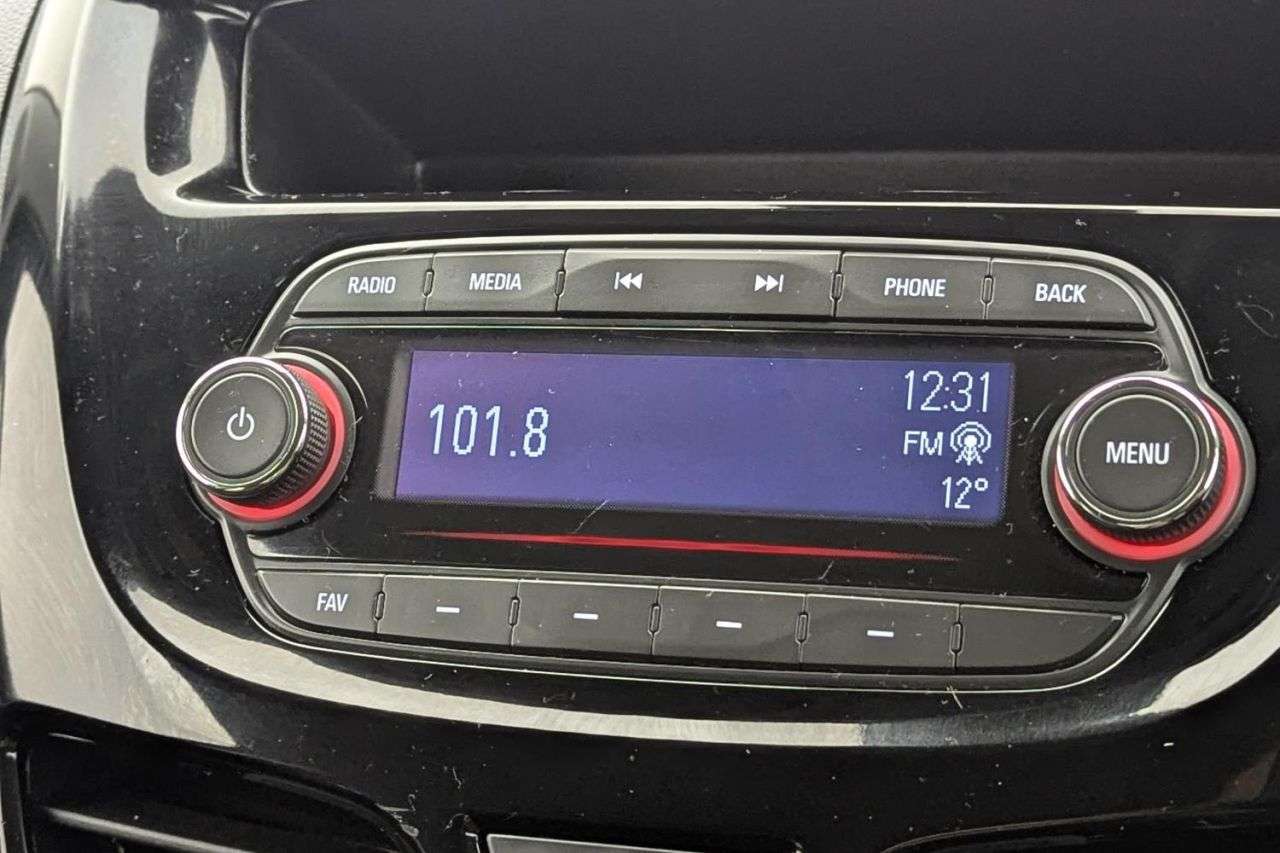 RADIO MEDIA PHONE BACK
12:31
101.8
FM
12°
MENU
FAV